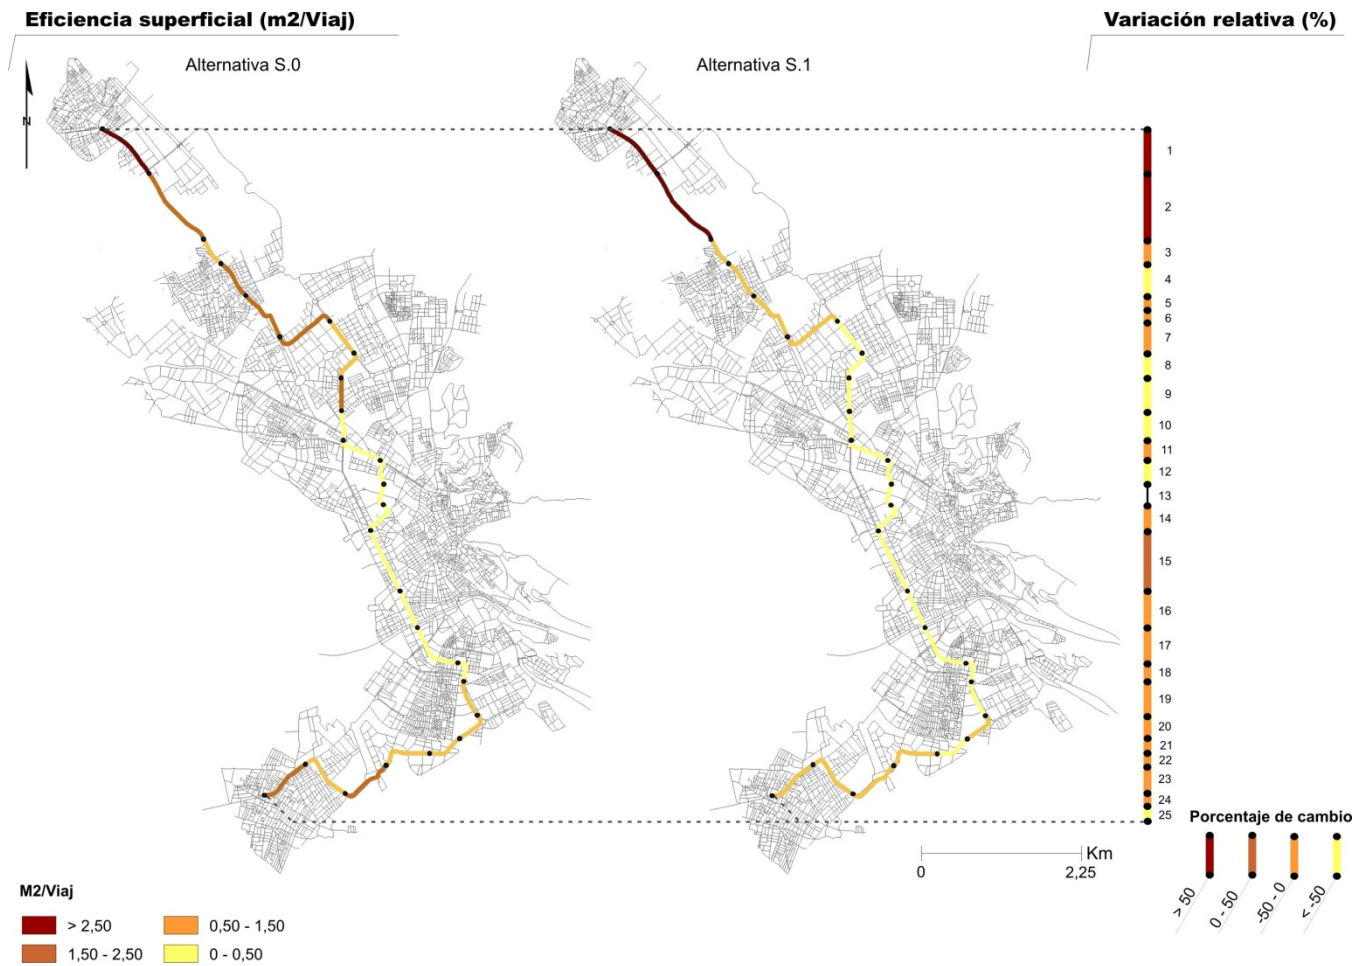 Eficiencia superficial (m2/Viaj)
Variación relativa (%)
Alternativa S.0
Alternativa S.1
N
1
2
3
4
5
6
7
8
9
10
11
12
13
14
15
16
17
18
19
20
21
22
23
24
25
Km
0
2,25
Porcentaje de cambio
> 50
0 - 50
-50 - 0
< -50
M2/Viaj
> 2,50
0,50 - 1,50
1,50 - 2,50
0 - 0,50